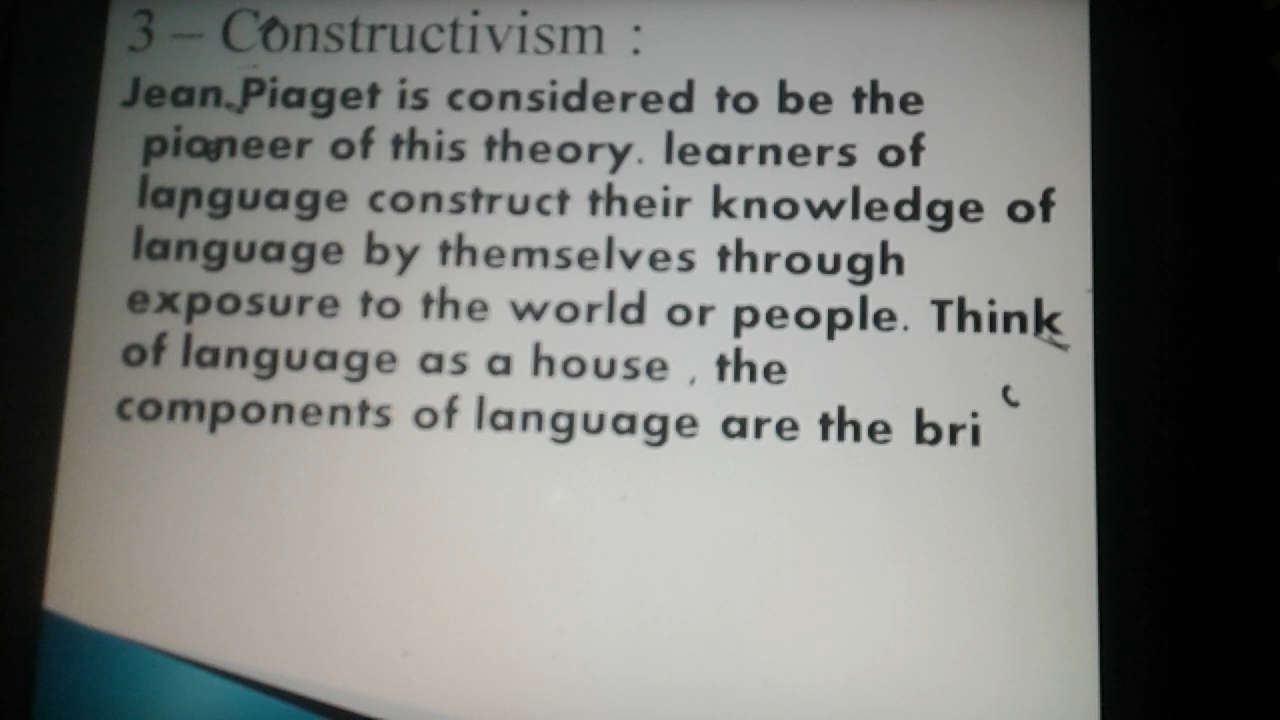 3 – Constructivism :
Jean Piaget is considered to be the
pioneer of this theory. learners of
language construct their knowledge of
language by themselves through
exposure to the world or people. Think
of language as a house , the
components of language are the bri